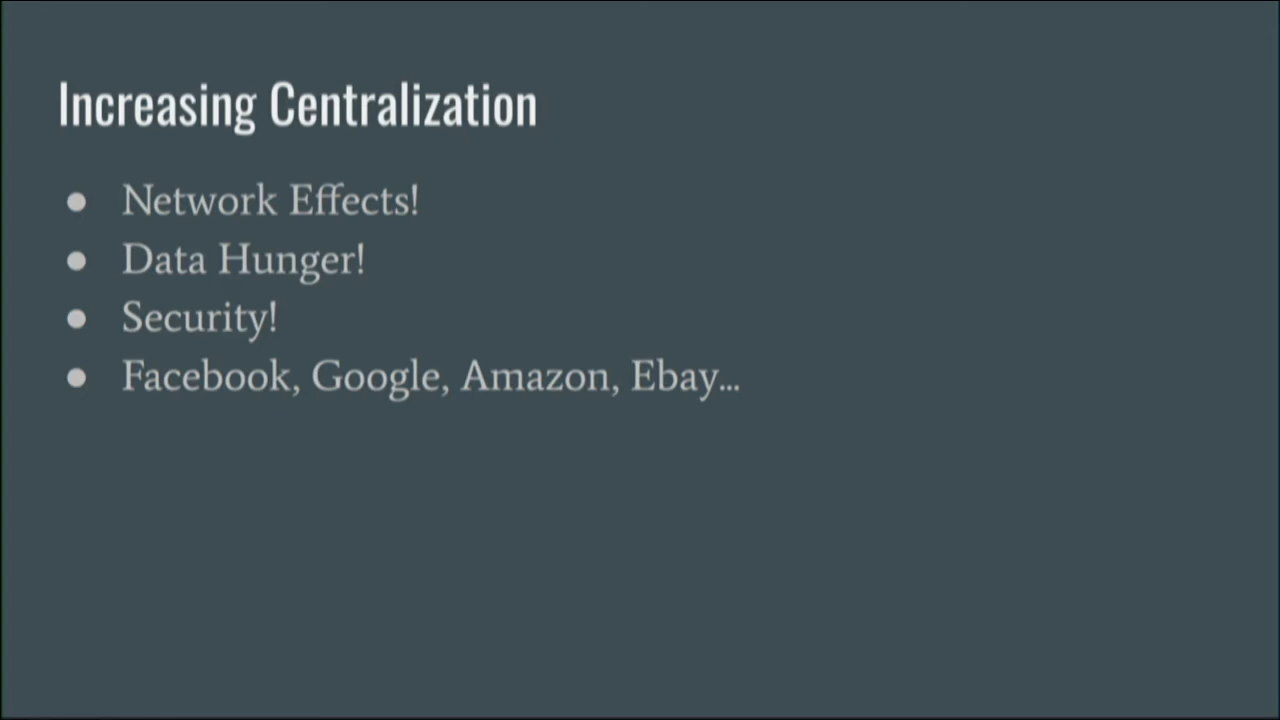 Increasing Centralization
● Network Effects!
● Data Hunger!
● Security!
● Facebook, Google, Amazon, Ebay...